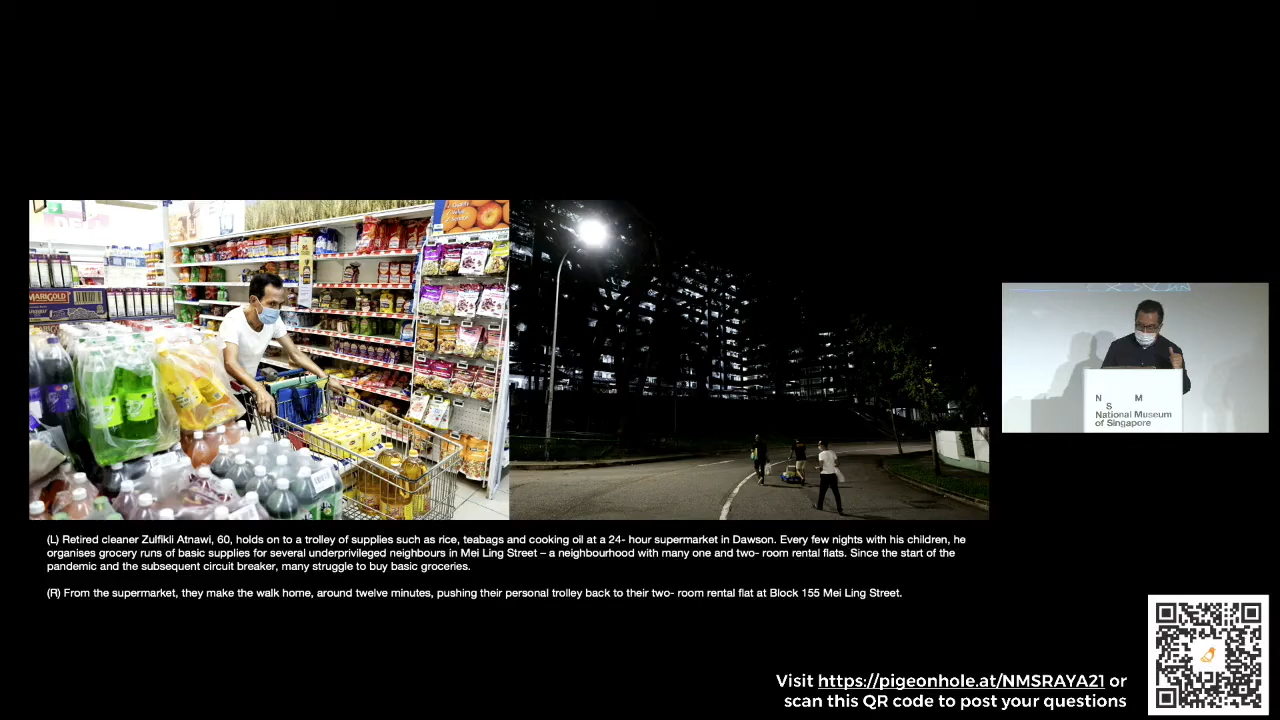 MARIGOLD
(L) Retired cleaner Zulfikli Atnawi, 60, holds on to a trolley of supplies such as rice, teabags and cooking oil at a 24- hour supermarket in Dawson. Every few nights with his children, he
organises grocery runs of basic supplies for several underprivileged neighbours in Mei Ling Street – a neighbourhood with many one and two- room rental flats. Since the start of the
pandemic and the subsequent circuit breaker, many struggle to buy basic groceries.
(R) From the supermarket, they make the walk home, around twelve minutes, pushing their personal trolley back to their two- room rental flat at Block 155 Mei Ling Street.
N M
S
National Museum
of Singapore
Visit https://pigeonhole.at/NMSRAYA21 or
scan this QR code to post your questions